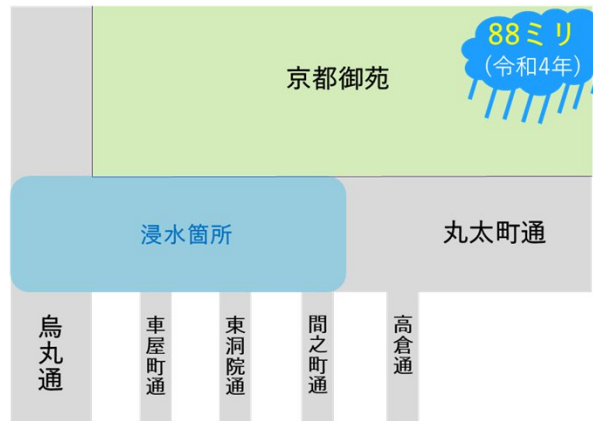 88ミリ
(令和4年)
京都御苑
浸水箇所
丸太町通
烏丸通
車屋町通
東洞院通
間之町通
高倉通